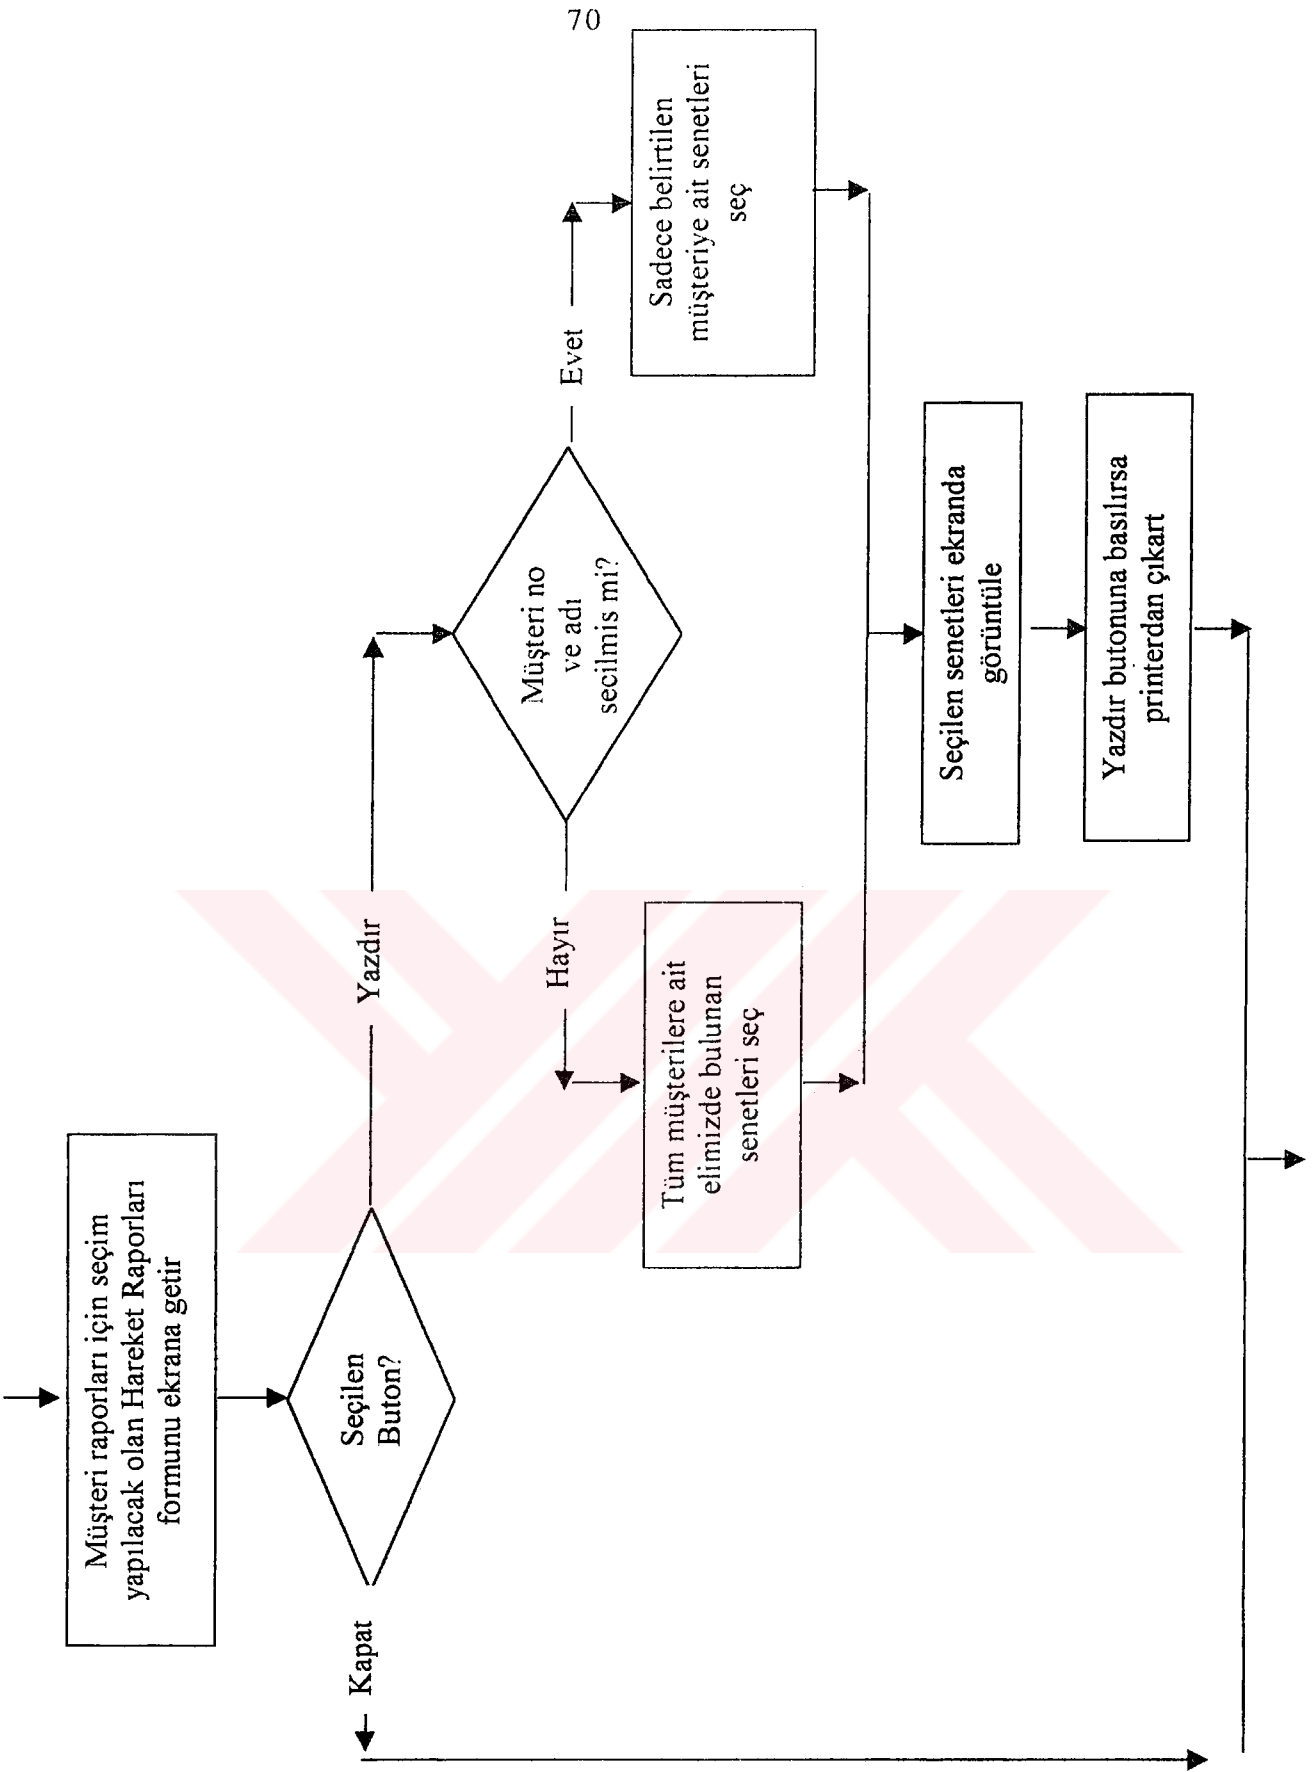 70
Müşteri raporları için seçim
yapılacak olan Hareket Raporları
formunu ekrana getir
Seçilen
Buton?
Kapat
Yazdır
Müşteri no
ve adı
secilmis mi?
Hayır
Evet
Tüm müşterilere ait
elimizde bulunan
senetleri seç
Sadece belirtilen
müşteriye ait senetleri
seç
Seçilen senetleri ekranda
görüntüle
Yazdır butonuna basılırsa
printerdan çıkart